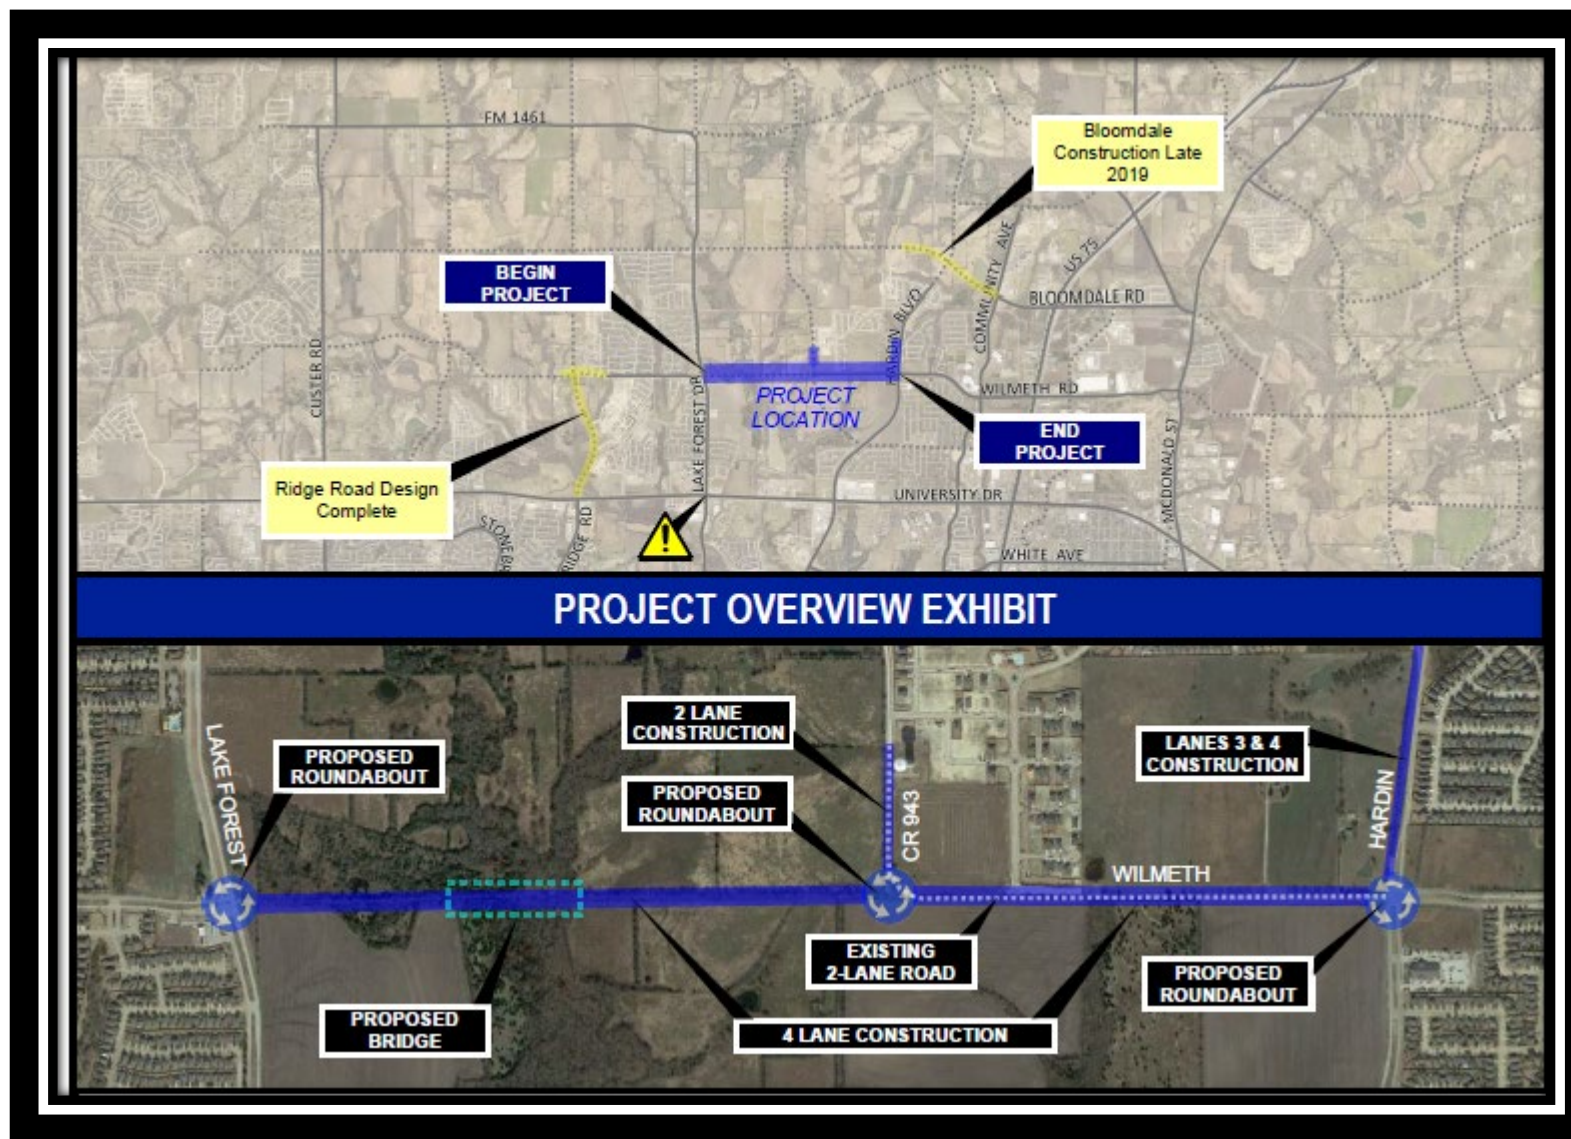 FM 1461
Bloomdale
Construction Late
2019
BEGIN
PROJECT
CUSTER RD
HARDIN BLVD
COMMUNITY AVE
US 75
BLOOMDALE RD
PROJECT
LOCATION
WILMETH RD
END
PROJECT
LAKE FOREST DR
MCDONALD ST
Ridge Road Design
Complete
UNIVERSITY DR
RIDGE RD
!
WHITE AVE
PROJECT OVERVIEW EXHIBIT
2 LANE
CONSTRUCTION
LAKE FOREST
PROPOSED
ROUNDABOUT
LANES 3 & 4
CONSTRUCTION
PROPOSED
ROUNDABOUT
CR 943
HARDIN
WILMETH
EXISTING
2-LANE ROAD
PROPOSED
ROUNDABOUT
PROPOSED
BRIDGE
4 LANE CONSTRUCTION